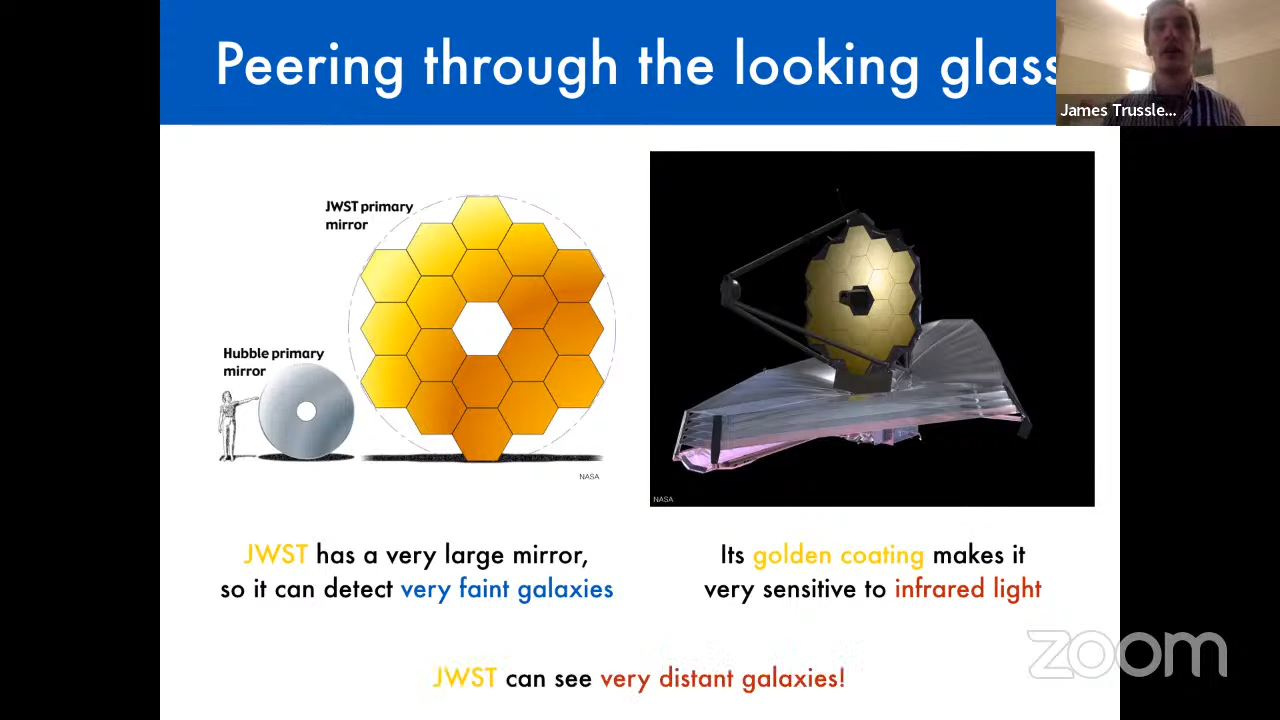 Peering through the looking glass
James Trussle...
JWST primary
mirror
Hubble primary
mirror
NASA
NASA
JWST has a very large mirror,
so it can detect very faint galaxies
Its golden coating makes it
very sensitive to infrared light
zoom
JWST can see very distant galaxies!